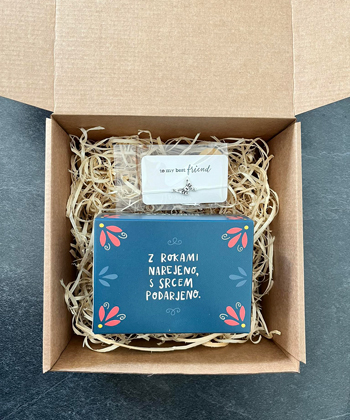 to my best friend
Z ROKAMI
NAREJENO,
S SRCEM
PODARJENO.